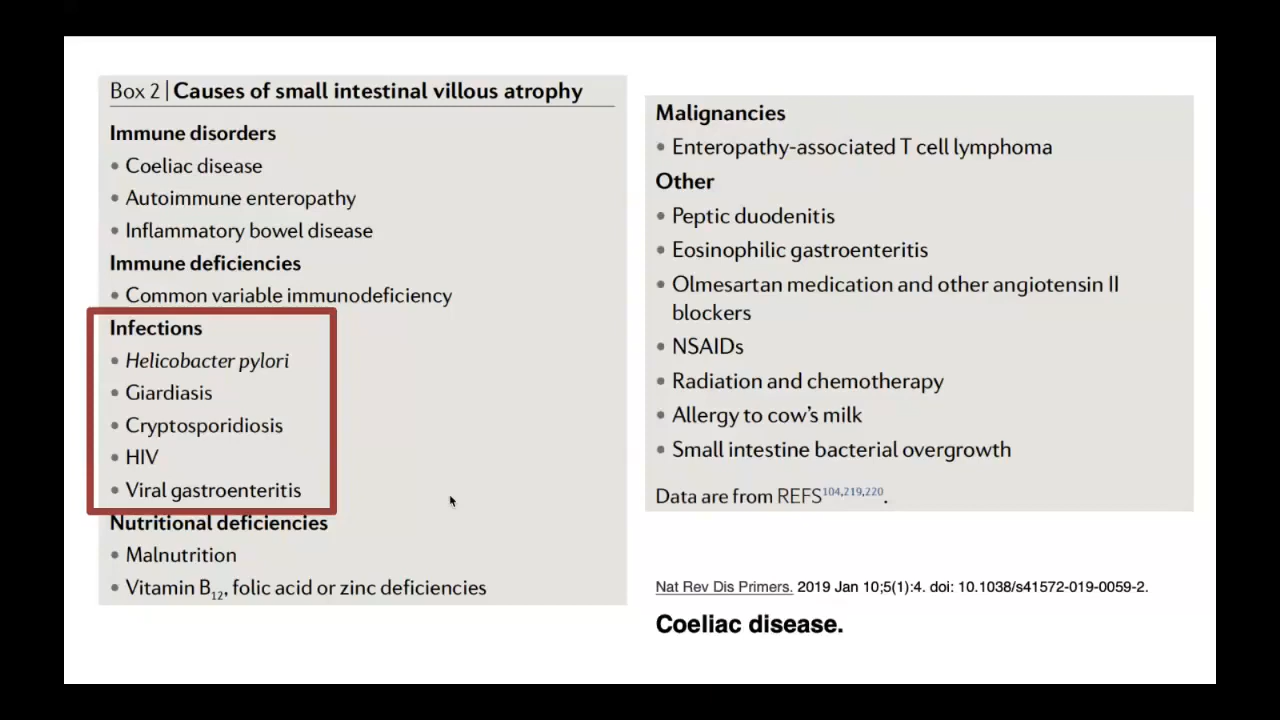 Box 2 | Causes of small intestinal villous atrophy
Immune disorders
• Coeliac disease
• Autoimmune enteropathy
• Inflammatory bowel disease
Immune deficiencies
• Common variable immunodeficiency
Infections
• Helicobacter pylori
• Giardiasis
• Cryptosporidiosis
• HIV
• Viral gastroenteritis
Nutritional deficiencies
• Malnutrition
• Vitamin B12, folic acid or zinc deficiencies
Malignancies
• Enteropathy-associated T cell lymphoma
Other
• Peptic duodenitis
• Eosinophilic gastroenteritis
• Olmesartan medication and other angiotensin II
blockers
• NSAIDs
• Radiation and chemotherapy
• Allergy to cow’s milk
• Small intestine bacterial overgrowth
Data are from REFS104,219,220.
Nat Rev Dis Primers. 2019 Jan 10;5(1):4. doi: 10.1038/s41572-019-0059-2.
Coeliac disease.